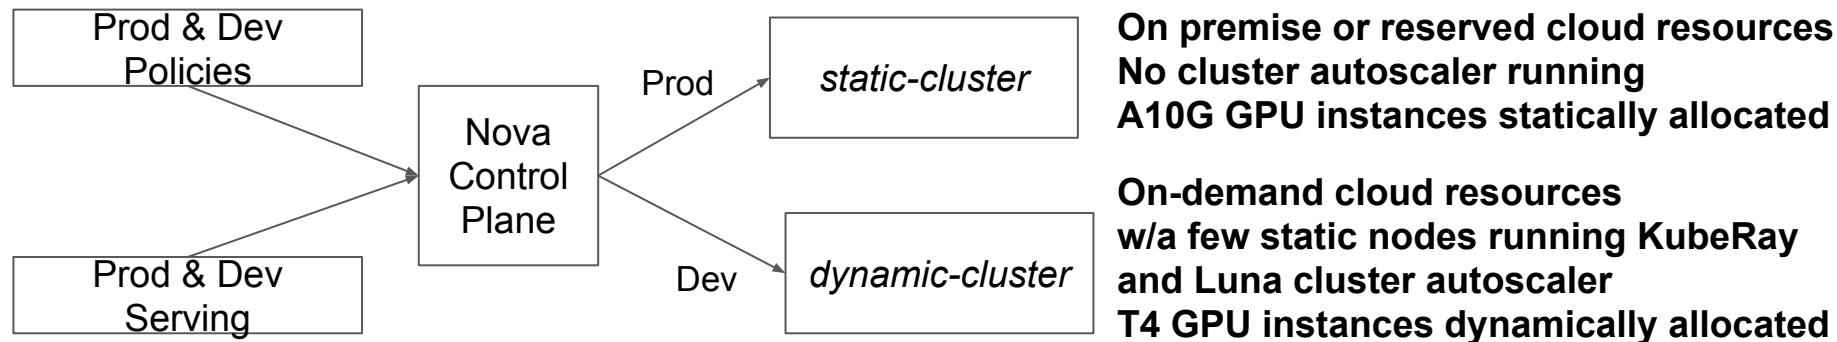 Prod & Dev
Policies
Prod & Dev
Serving
Nova
Control
Plane
Prod
Dev
static-cluster
dynamic-cluster
On premise or reserved cloud resources
No cluster autoscaler running
A10G GPU instances statically allocated
On-demand cloud resources
w/a few static nodes running KubeRay
and Luna cluster autoscaler
T4 GPU instances dynamically allocated